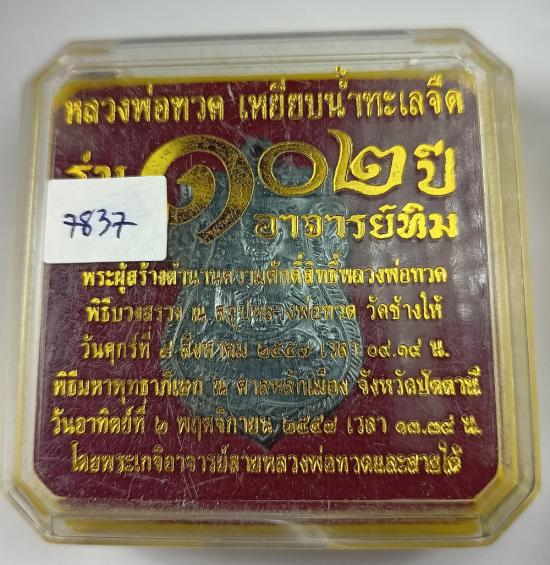 หลวงพ่อทวด เหยียบน้ำทะเลจืด
รุ่น ๑๐๒ ปี
อาจารย์ทิม
7837
พระผู้สร้างตำนานความศักดิ์สิทธิ์หลวงพ่อทวด
พิธีบวงสรวง ณ สถูปหลวงพ่อทวด วัดช้างให้
วันศุกร์ที่ ๘ สิงหาคม ๒๕๕๗ เวลา ๐๙.๑๙ น.
พิธีมหาพุทธาภิเษก ณ ศาลหลักเมือง จังหวัดปัตตานี
วันอาทิตย์ที่ ๒ พฤศจิกายน ๒๕๕๗ เวลา ๑๓.๓๙ น.
โดยพระเกจิอาจารย์สายหลวงพ่อทวดและสายใต้